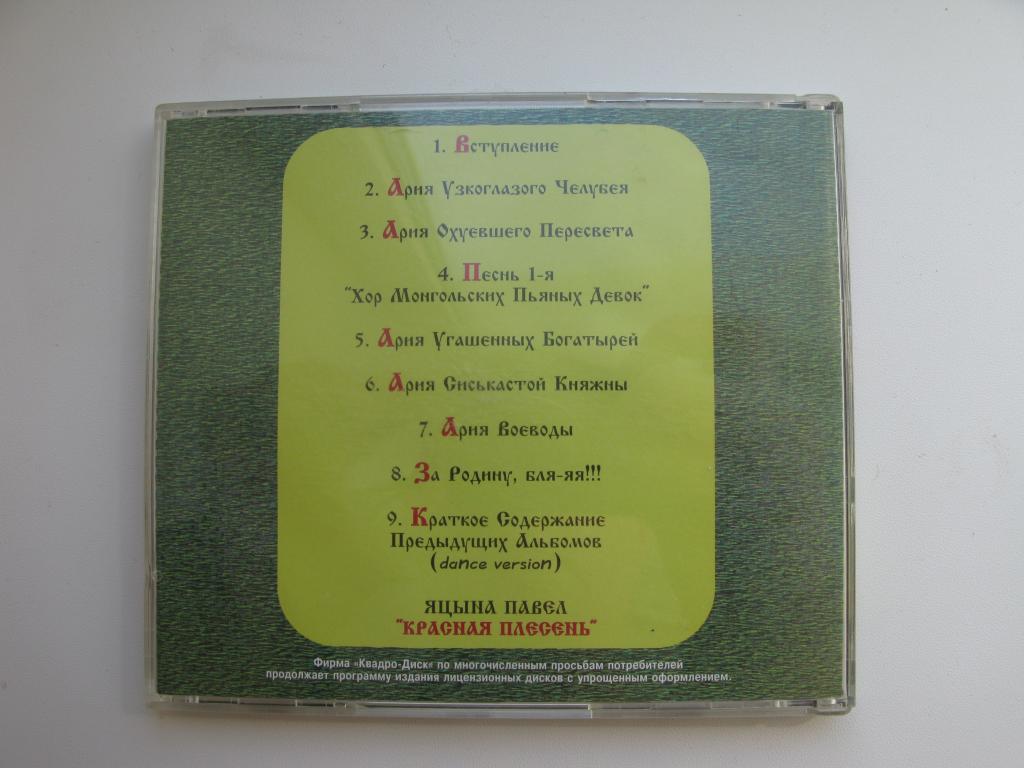 1. Вступление
2. Ария Узкоглазого Челубея
3. Ария Охуевшего Пересвета
4. Песнь 1-я
"Хор Монгольских Пьяных Девок"
5. Ария Угашенных Богатырей
6. Ария Сиськастой Княжны
7. Ария Воеводы
8. За Родину, бля-яя!!!
9. Краткое Содержание
Предыдущих Альбомов
(dance version)
ЯЦЫНА ПАВЕЛ
"КРАСНАЯ ПЛЕСЕНЬ"
Фирма «Квадро-Диск» по многочисленным просьбам потребителей
продолжает программу издания лицензионных дисков с упрощенным оформлением.